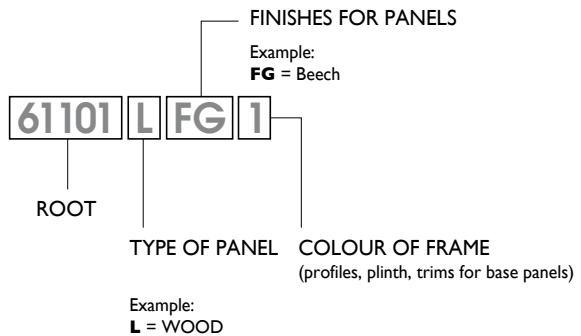 FINISHES FOR PANELS
Example:
FG = Beech
61101 L FG 1
ROOT
TYPE OF PANEL
COLOUR OF FRAME
(profiles, plinth, trims for base panels)
Example:
L = WOOD